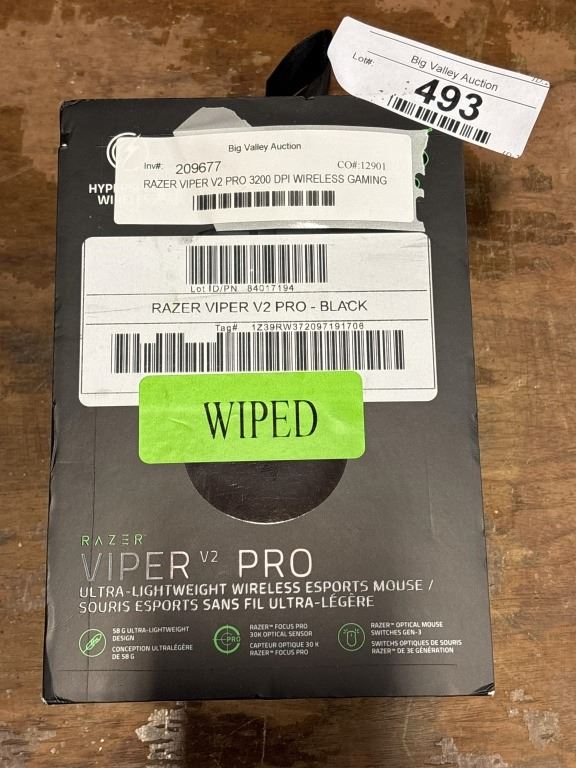 Big Valley Auction
Lot#:
493
Big Valley Auction
Inv#: 209677 CO#:12901
RAZER VIPER V2 PRO 3200 DPI WIRELESS GAMING
Lot ID/PN 84017194
RAZER VIPER V2 PRO - BLACK
Tag# 1Z39RW372097191706
WIPED
RAZER
VIPER V2 PRO
ULTRA-LIGHTWEIGHT WIRELESS ESPORTS MOUSE /
SOURIS ESPORTS SANS FIL ULTRA-LÉGÈRE
58 G ULTRA-LIGHTWEIGHT
DESIGN
CONCEPTION ULTRALÉGÈRE
DE 58 G
PRO
RAZER™ FOCUS PRO
30K OPTICAL SENSOR
CAPTEUR OPTIQUE 30 K
RAZER™ FOCUS PRO
RAZER™ OPTICAL MOUSE
SWITCHES GEN-3
SWITCHS OPTIQUES DE SOURIS
RAZER™ DE 3E GÉNÉRATION